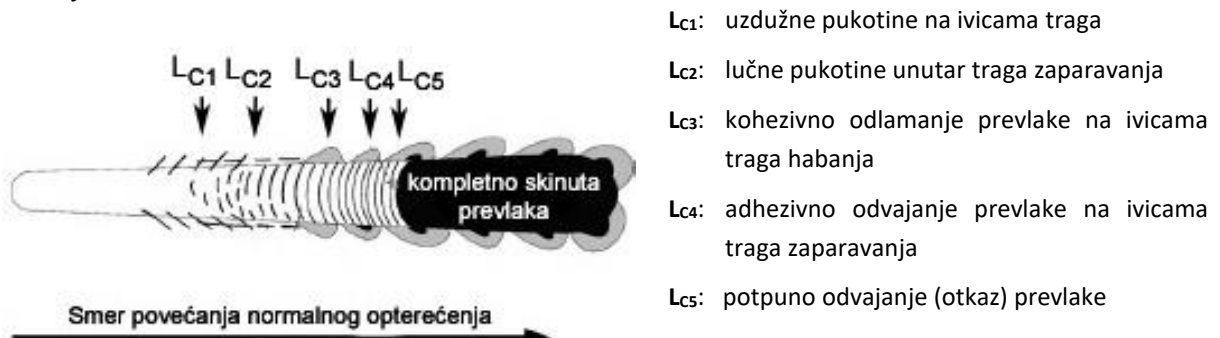 LC1 LC2 LC3 LC4 LC5
kompletno skinuta
prevlaka
Smer povećanja normalnog opterećenja
LC1: uzdužne pukotine na ivicama traga
LC2: lučne pukotine unutar traga zaparavanja
LC3: kohezivno odlamanje prevlake na ivicama
traga habanja
LC4: adhezivno odvajanje prevlake na ivicama
traga zaparavanja
LC5: potpuno odvajanje (otkaz) prevlake